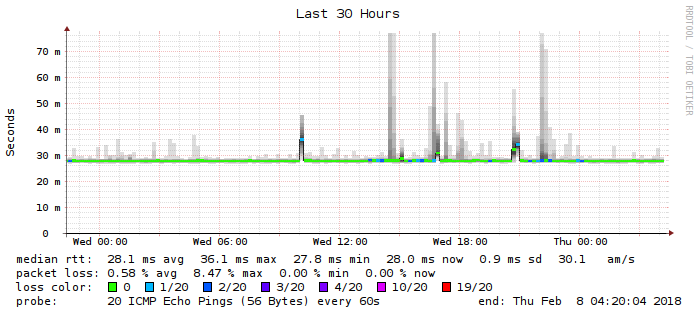 Last 30 Hours
RRDTOOL / TOBI OETIKER
Seconds
70 m
60 m
50 m
40 m
30 m
20 m
10 m
0
Wed 00:00 Wed 06:00 Wed 12:00 Wed 18:00 Thu 00:00
median rtt: 28.1 ms avg 36.1 ms max 27.8 ms min 28.0 ms now 0.9 ms sd 30.1 am/s
packet loss: 0.58 % avg 8.47 % max 0.00 % min 0.00 % now
loss color: 0 1/20 2/20 3/20 4/20 10/20 19/20
probe: 20 ICMP Echo Pings (56 Bytes) every 60s end: Thu Feb 8 04:20:04 2018